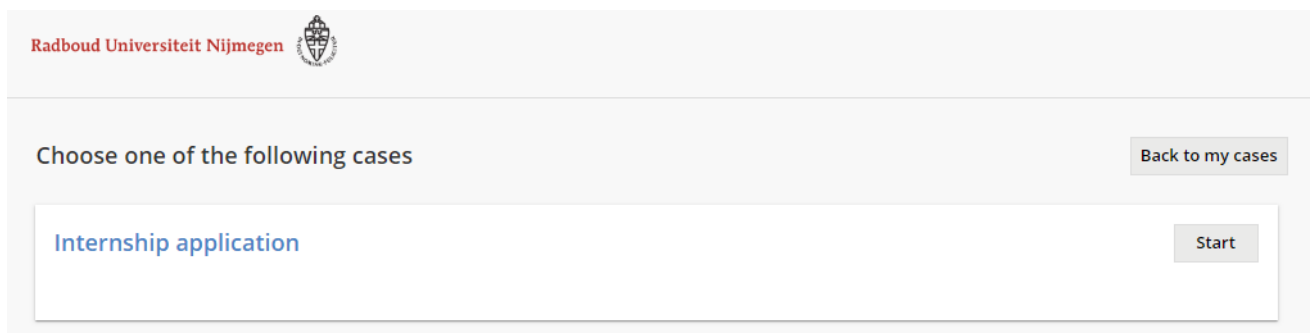 Radboud Universiteit Nijmegen
Choose one of the following cases
Back to my cases
Internship application
Start